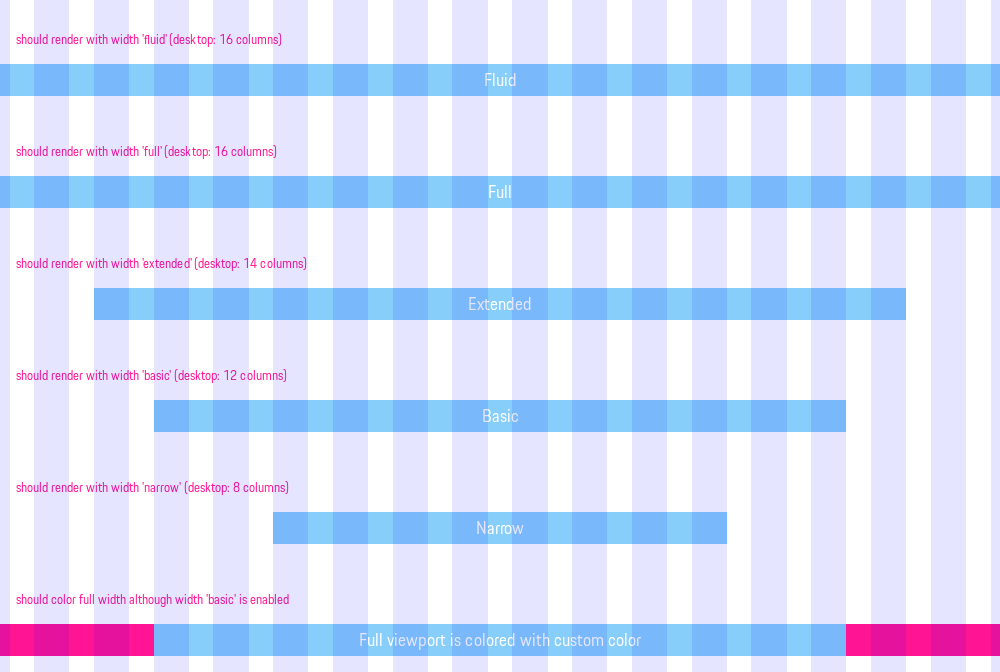 should render with width 'fluid' (desktop: 16 columns)
Fluid
should render with width 'full' (desktop: 16 columns)
Full
should render with width 'extended' (desktop: 14 columns)
Extended
should render with width 'basic' (desktop: 12 columns)
Basic
should render with width 'narrow' (desktop: 8 columns)
Narrow
should color full width although width 'basic' is enabled
Full viewport is colored with custom color